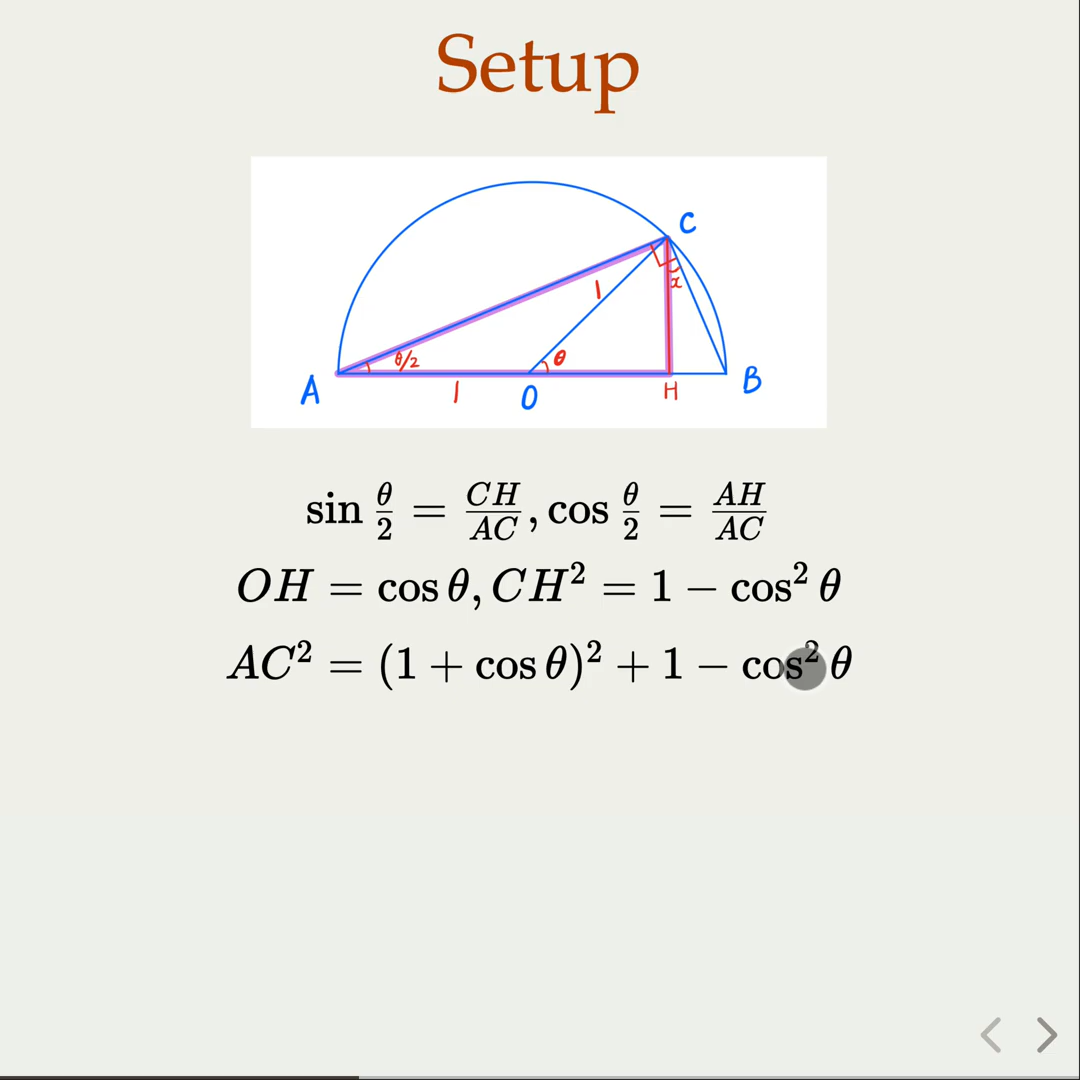 Setup
C
1
x
θ/2
θ
A
1
O
H
B
sin θ/2 = CH/AC, cos θ/2 = AH/AC
OH = cos θ, CH² = 1 − cos² θ
AC² = (1 + cos θ)² + 1 − cos² θ